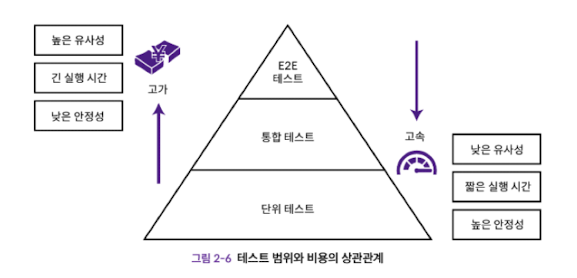 높은 유사성
긴 실행 시간
낮은 안정성
고가
E2E
테스트
통합 테스트
단위 테스트
고속
낮은 유사성
짧은 실행 시간
높은 안정성
그림 2-6 테스트 범위와 비용의 상관관계